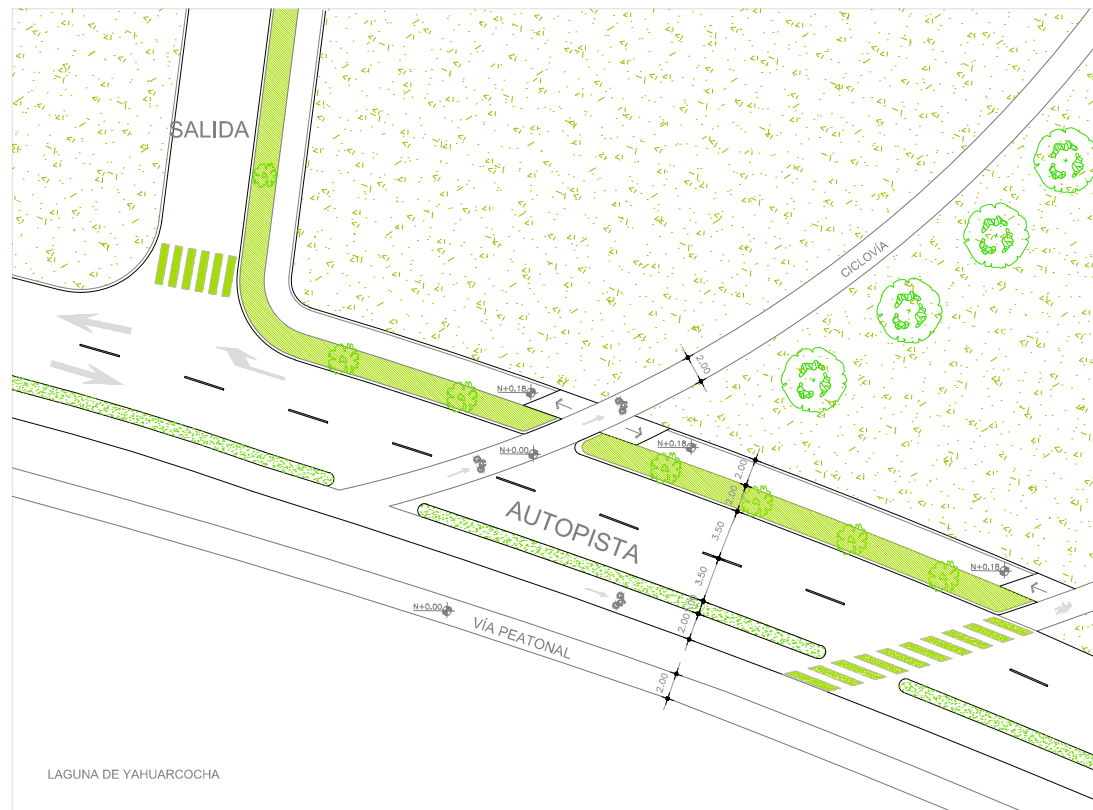 SALIDA
CICLOVÍA
2.00
N+0.18
N+0.18
N+0.00
2.00
2.00
AUTOPISTA
3.50
3.50
N+0.18
2.00
N+0.00
VÍA PEATONAL
2.00
LAGUNA DE YAHUARCOCHA